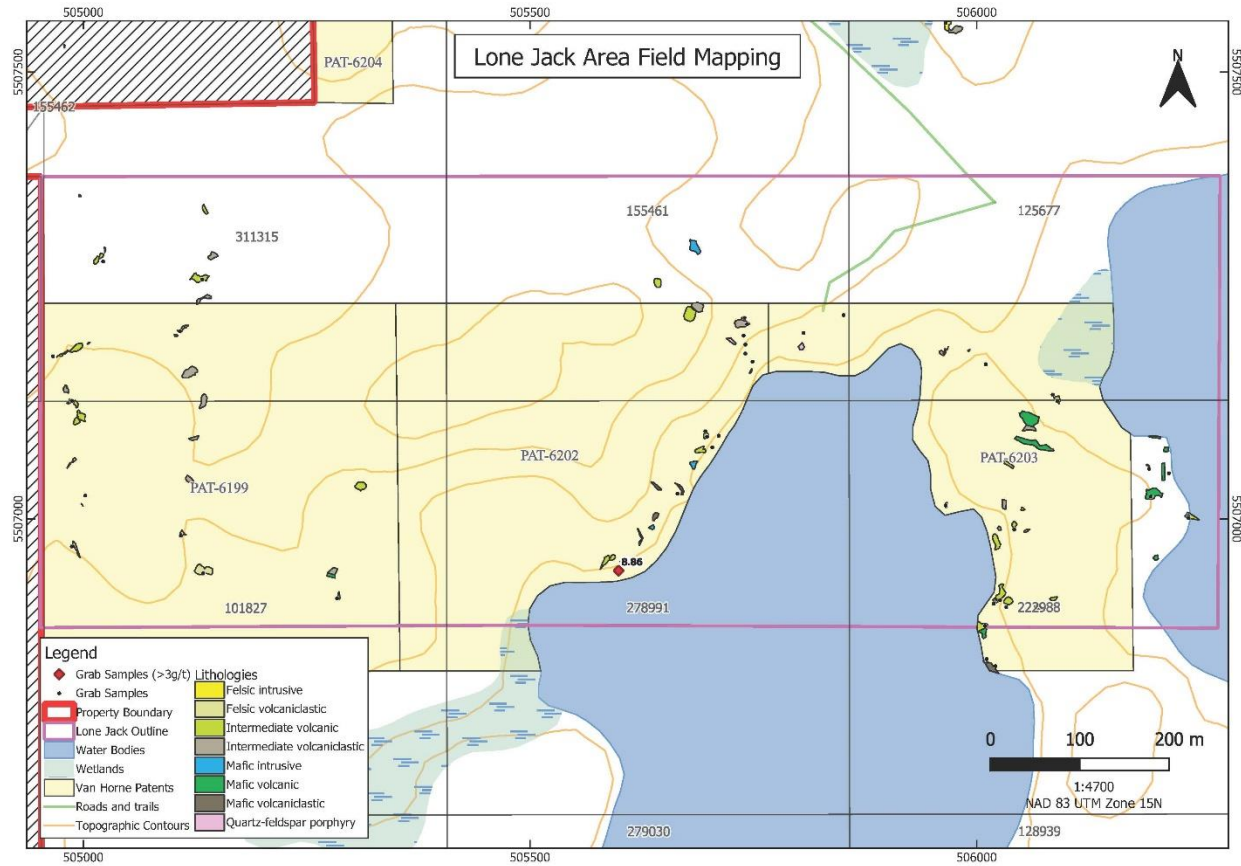 505000
505500
506000
Lone Jack Area Field Mapping
PAT-6204
N
5507500
5507500
155462
311315
155461
125677
PAT-6202
PAT-6203
PAT-6199
5507000
5507000
8.86
101827
278991
222988
Legend
Grab Samples (>3g/t)
Grab Samples
Property Boundary
Lone Jack Outline
Water Bodies
Wetlands
Van Horne Patents
Roads and trails
Topographic Contours
Lithologies
Felsic intrusive
Felsic volcaniclastic
Intermediate volcanic
Intermediate volcaniclastic
Mafic intrusive
Mafic volcanic
Mafic volcaniclastic
Quartz-feldspar porphyry
0 100 200 m
1:4700
NAD 83 UTM Zone 15N
279030
128939
505000
505500
506000